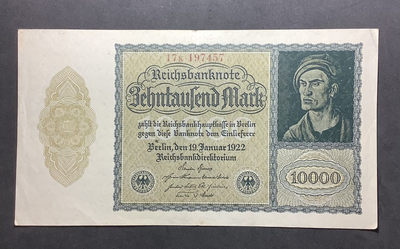 17K 197457
Reichsbanknote
Zehntausend Mark
zahlt die Reichsbankhauptkasse in Berlin
gegen diese Banknote dem Einlieferer
Berlin, den 19. Januar 1922
Reichsbankdirektorium
10000